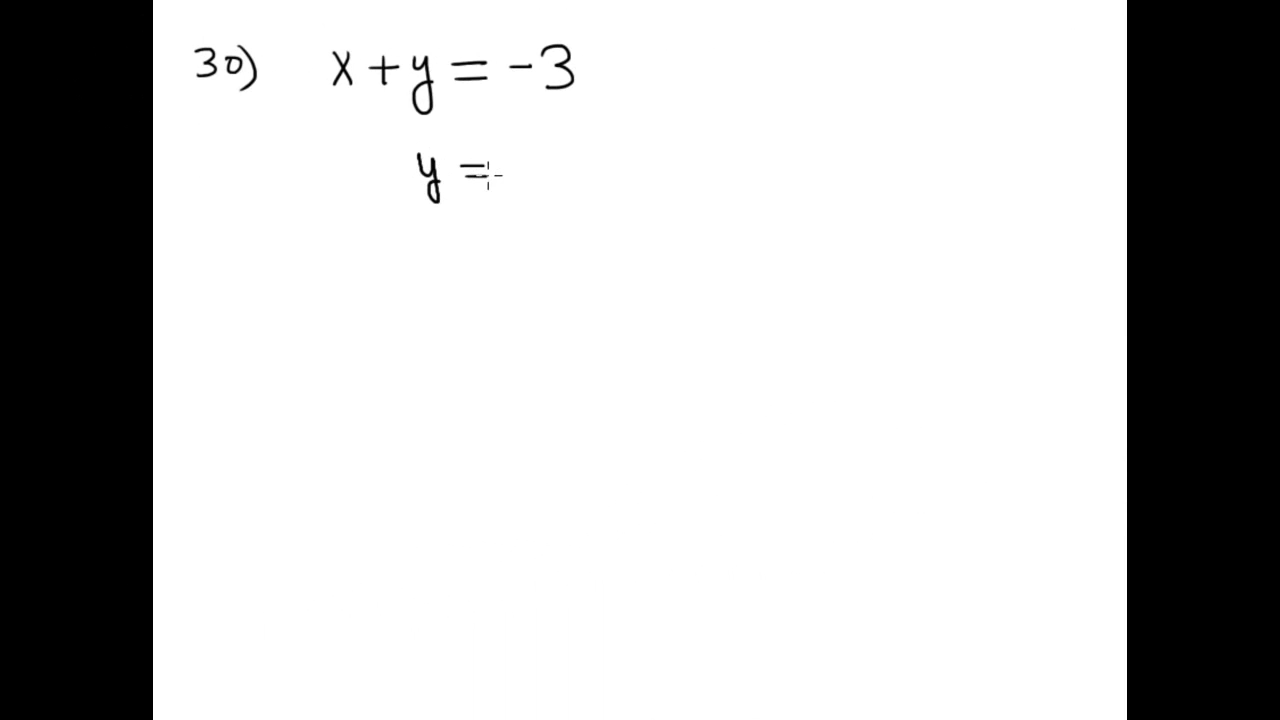 30) x + y = -3
y =